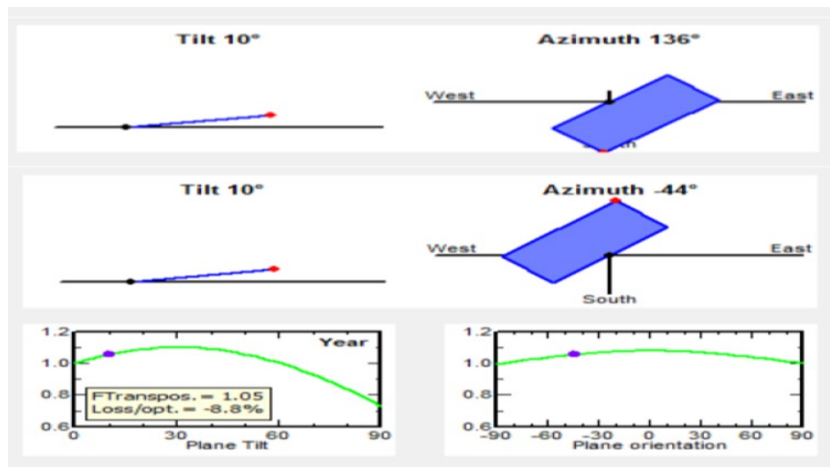 Tilt 10° Azimuth 136°
West East
Tilt 10° Azimuth -44°
West East
South
1.2 Year 1.2
1.0 1.0
0.8 FTranspos. = 1.05 0.8
Loss/opt. = -8.8%
0.6 0.6
0 30 60 90 -90 -60 -30 0 30 60 90
Plane Tilt Plane orientation